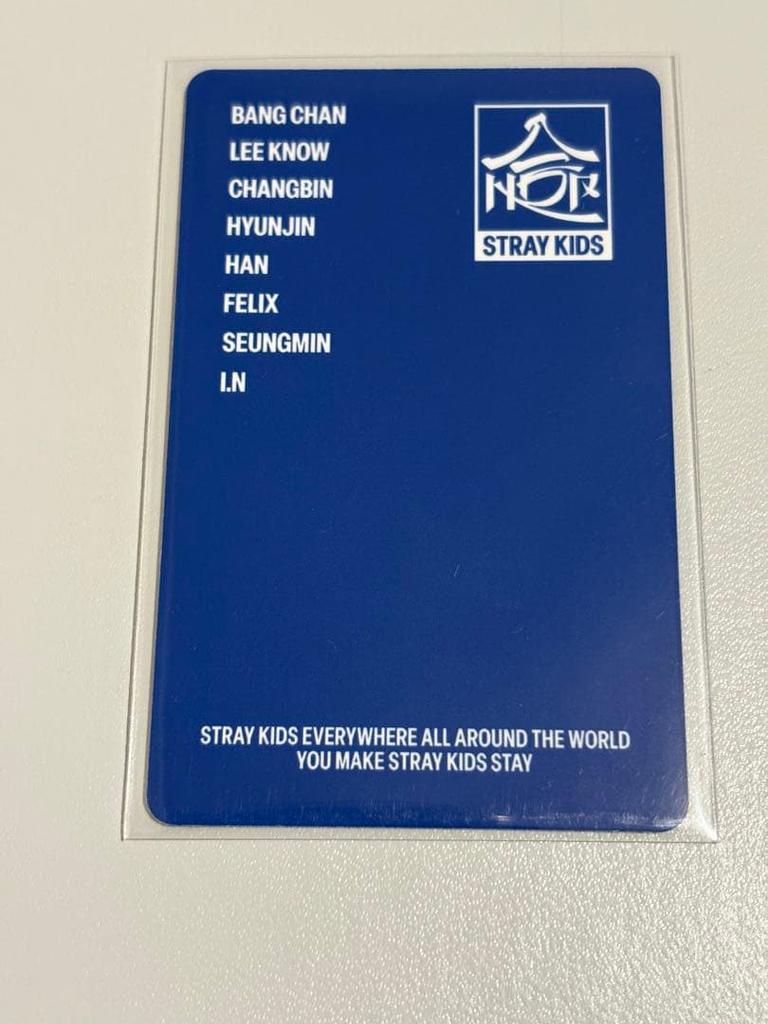 BANG CHAN
LEE KNOW
CHANGBIN
HYUNJIN
HAN
FELIX
SEUNGMIN
I.N
STRAY KIDS
STRAY KIDS EVERYWHERE ALL AROUND THE WORLD
YOU MAKE STRAY KIDS STAY